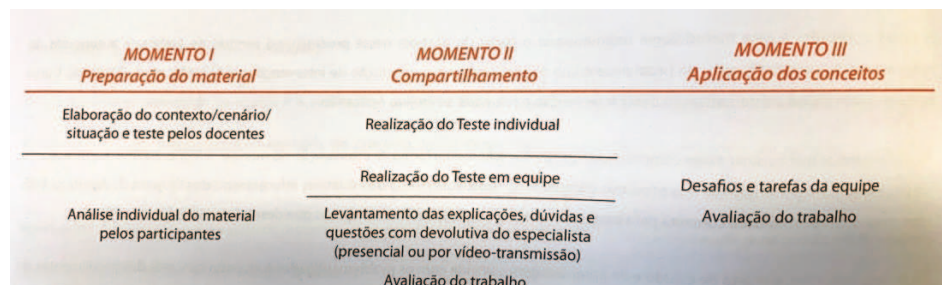 MOMENTO I
Preparação do material
MOMENTO II
Compartilhamento
MOMENTO III
Aplicação dos conceitos
Elaboração do contexto/cenário/
situação e teste pelos docentes
Realização do Teste individual
Realização do Teste em equipe
Análise individual do material
pelos participantes
Levantamento das explicações, dúvidas e
questões com devolutiva do especialista
(presencial ou por vídeo-transmissão)
Avaliação do trabalho
Desafios e tarefas da equipe
Avaliação do trabalho